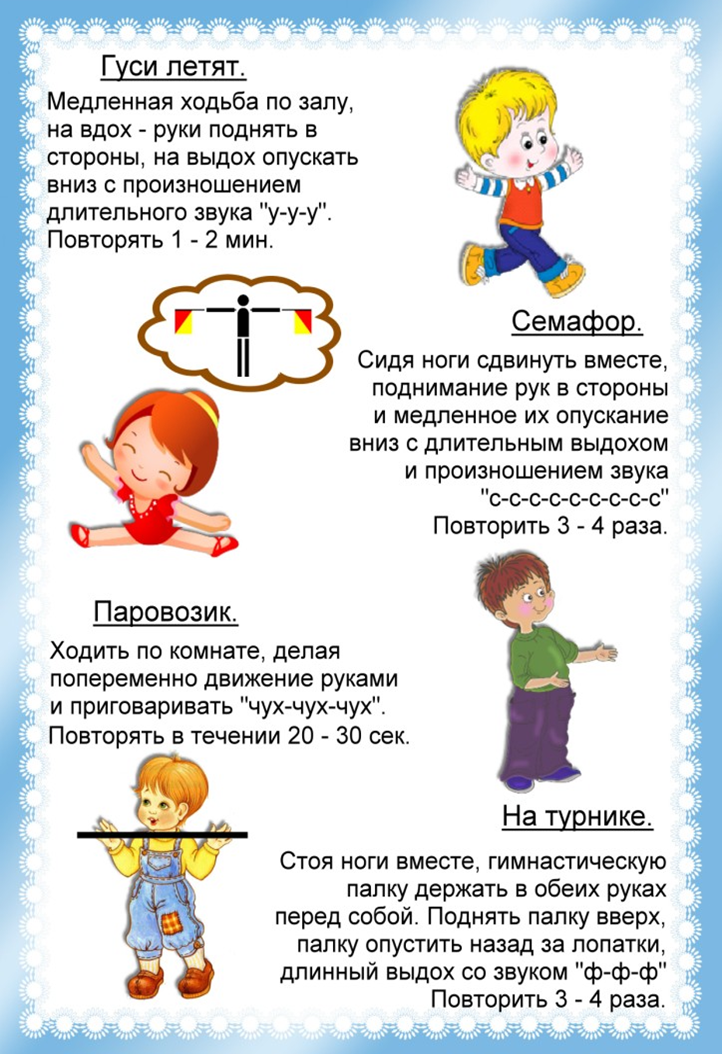 Гуси летят.
Медленная ходьба по залу,
на вдох - руки поднять в
стороны, на выдох опускать
вниз с произношением
длительного звука "у-у-у".
Повторять 1 - 2 мин.
Семафор.
Сидя ноги сдвинуть вместе,
поднимание рук в стороны
и медленное их опускание
вниз с длительным выдохом
и произношением звука
"с-с-с-с-с-с-с-с-с"
Повторить 3 - 4 раза.
Паровозик.
Ходить по комнате, делая
попеременно движение руками
и приговаривать "чух-чух-чух".
Повторять в течении 20 - 30 сек.
На турнике.
Стоя ноги вместе, гимнастическую
палку держать в обеих руках
перед собой. Поднять палку вверх,
палку опустить назад за лопатки,
длинный выдох со звуком "ф-ф-ф"
Повторить 3 - 4 раза.